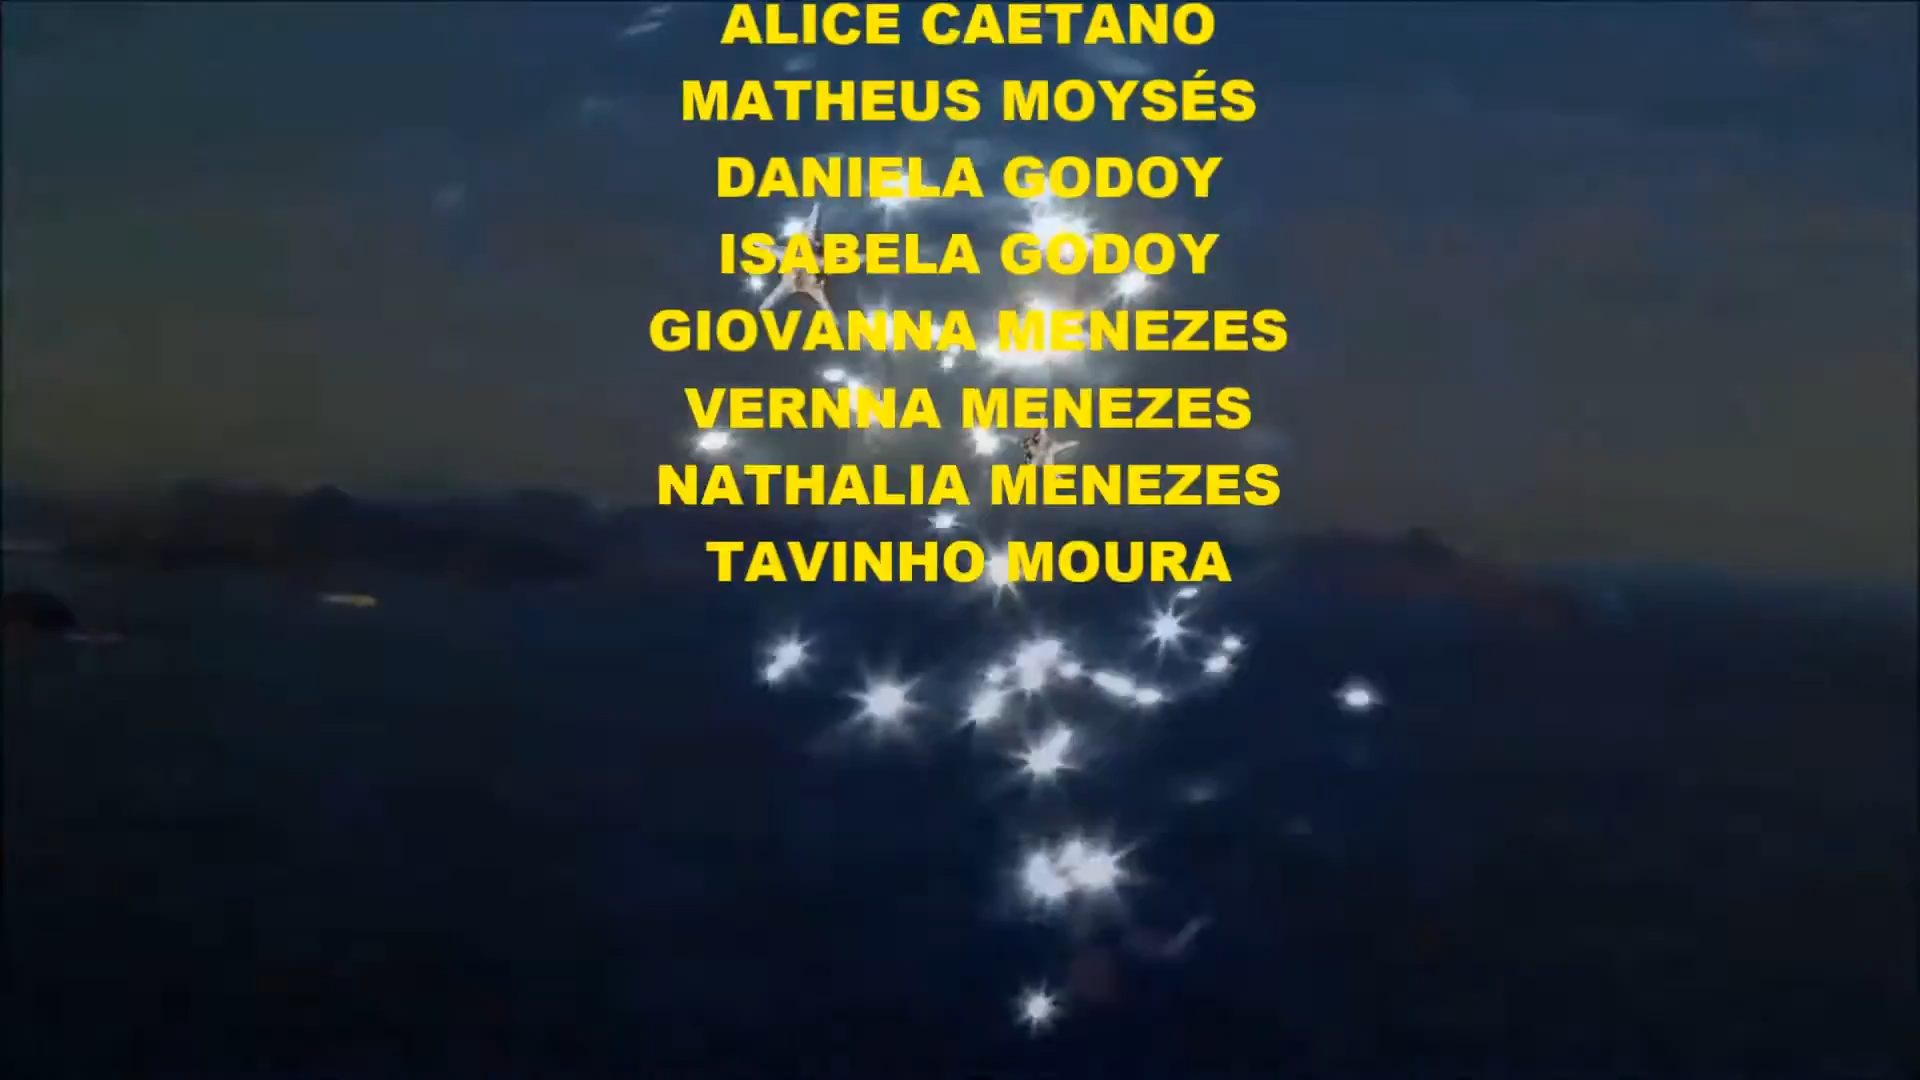 ALICE CAETANO
MATHEUS MOYSÉS
DANIELA GODOY
ISABELA GODOY
GIOVANNA MENEZES
VERNNA MENEZES
NATHALIA MENEZES
TAVINHO MOURA